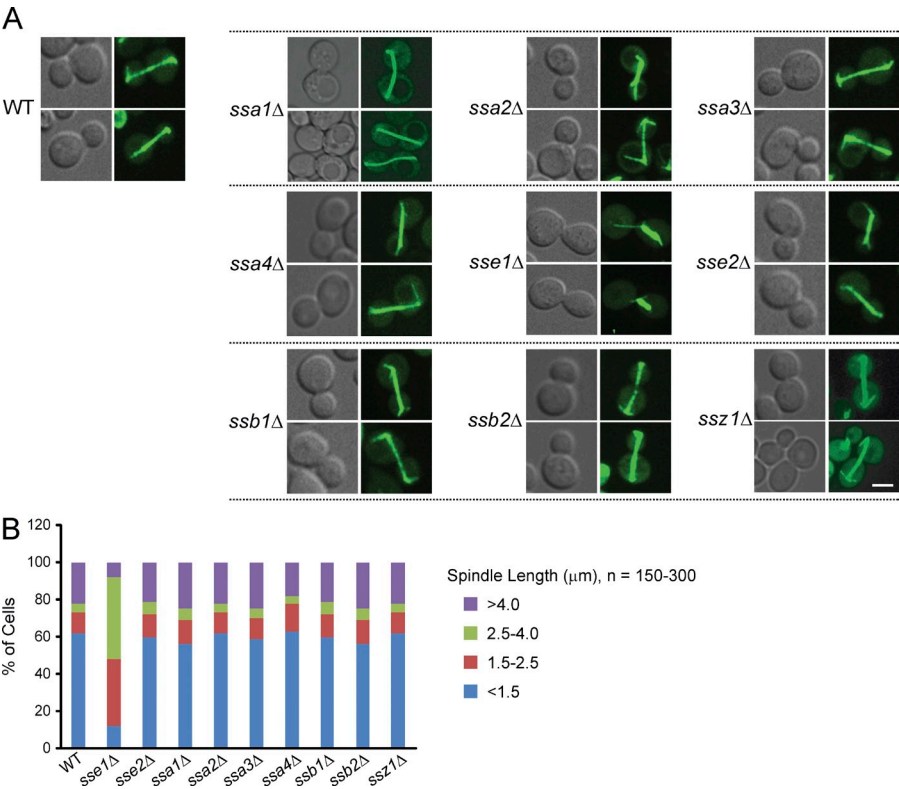 A
WT
ssa1Δ
ssa2Δ
ssa3Δ
ssa4Δ
sse1Δ
sse2Δ
ssb1Δ
ssb2Δ
ssz1Δ
B
120
100
80
60
40
20
0
% of Cells
WT
sse1Δ
sse2Δ
ssa1Δ
ssa2Δ
ssa3Δ
ssa4Δ
ssb1Δ
ssb2Δ
ssz1Δ
Spindle Length (μm), n = 150-300
>4.0
2.5-4.0
1.5-2.5
<1.5